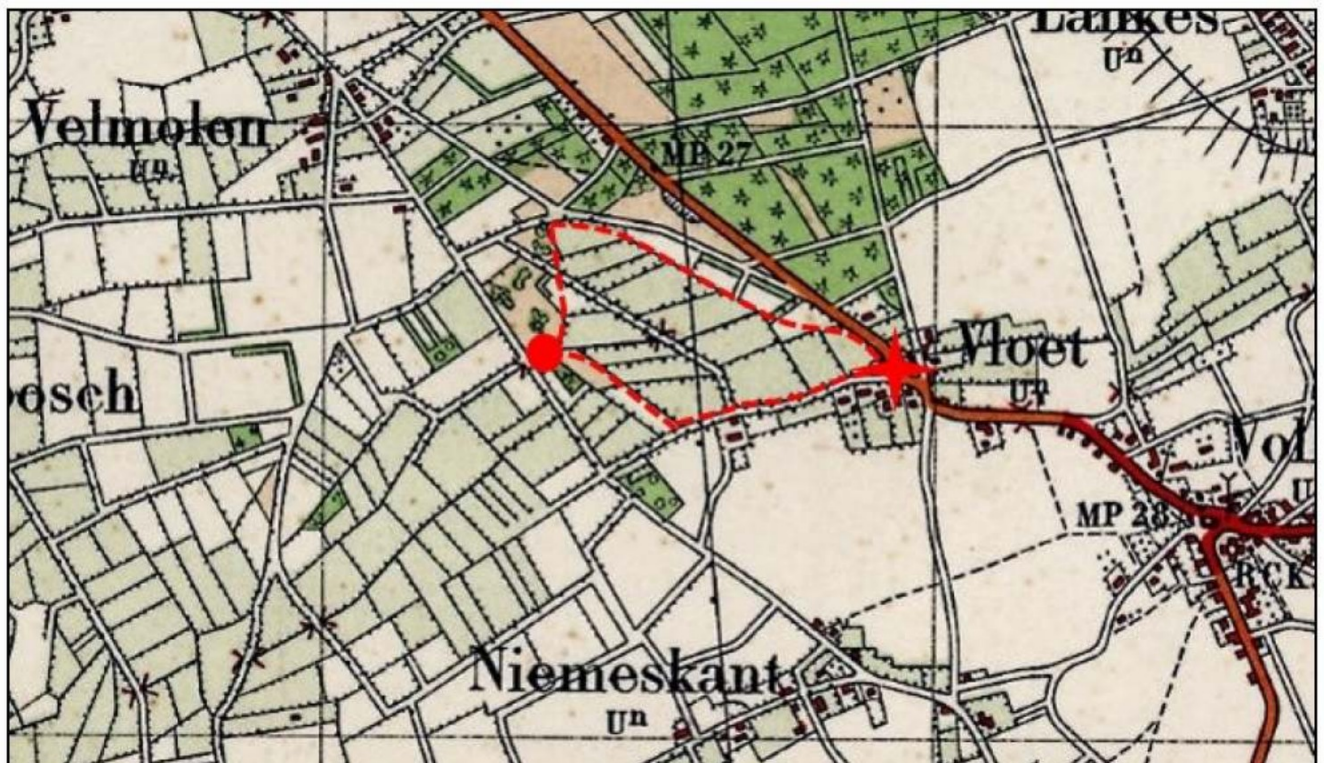 Lankes
Un
Velmolen
Un.
MP 27
Vloet
Un
osch
Vol
U
MP 28
RCK
Niemeskant
Un